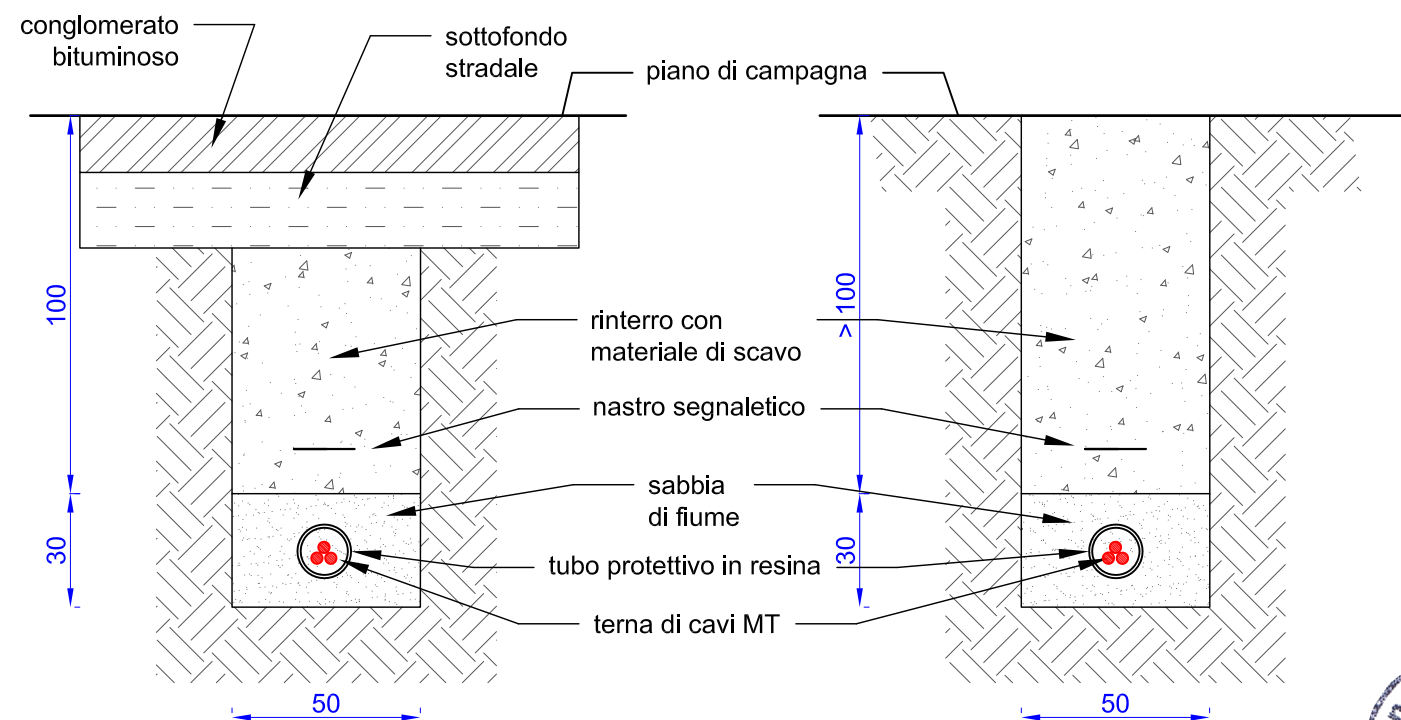 conglomerato
bituminoso
sottofondo
stradale
piano di campagna
100
> 100
rinterro con
materiale di scavo
nastro segnaletico
sabbia
di fiume
30
30
tubo protettivo in resina
terna di cavi MT
50
50